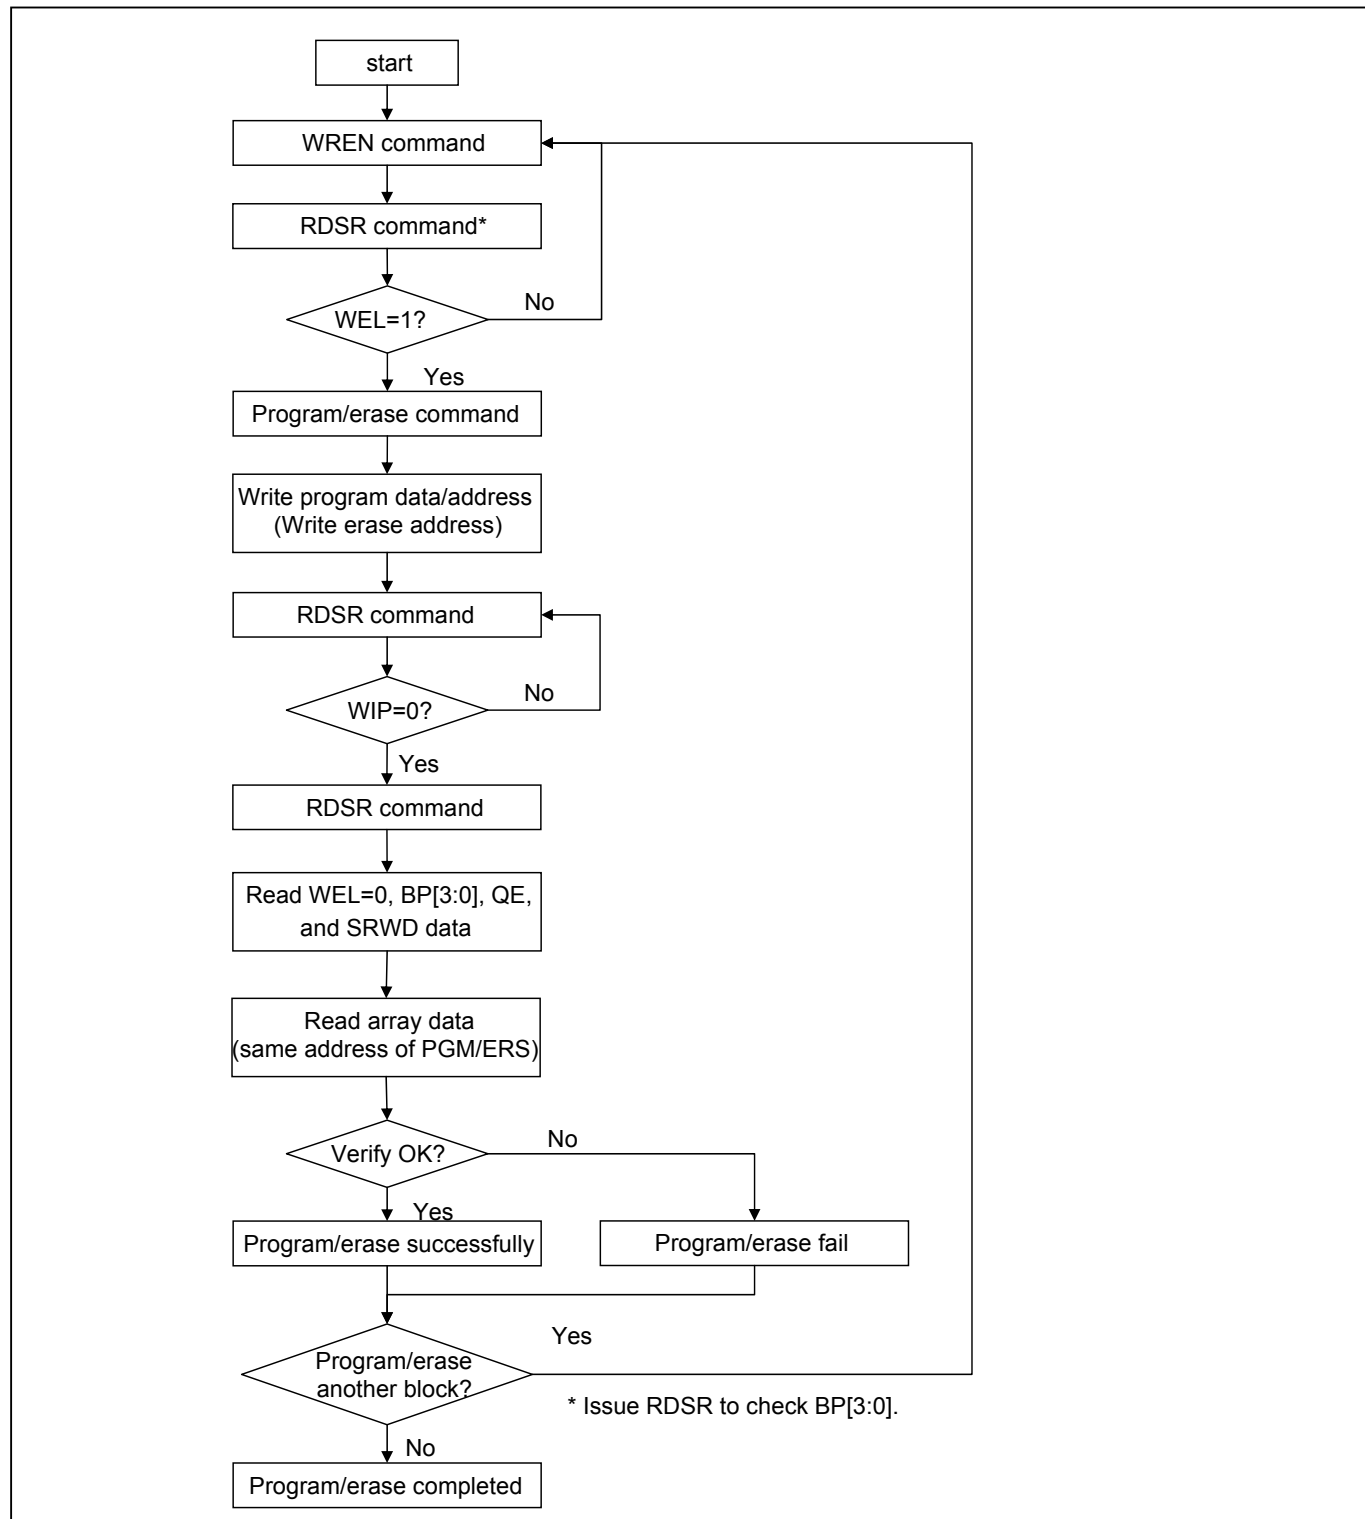 start
WREN command
RDSR command*
WEL=1?
No
Yes
Program/erase command
Write program data/address
(Write erase address)
RDSR command
WIP=0?
No
Yes
RDSR command
Read WEL=0, BP[3:0], QE,
and SRWD data
Read array data
(same address of PGM/ERS)
Verify OK?
No
Yes
Program/erase successfully
Program/erase fail
Program/erase
another block?
Yes
* Issue RDSR to check BP[3:0].
No
Program/erase completed